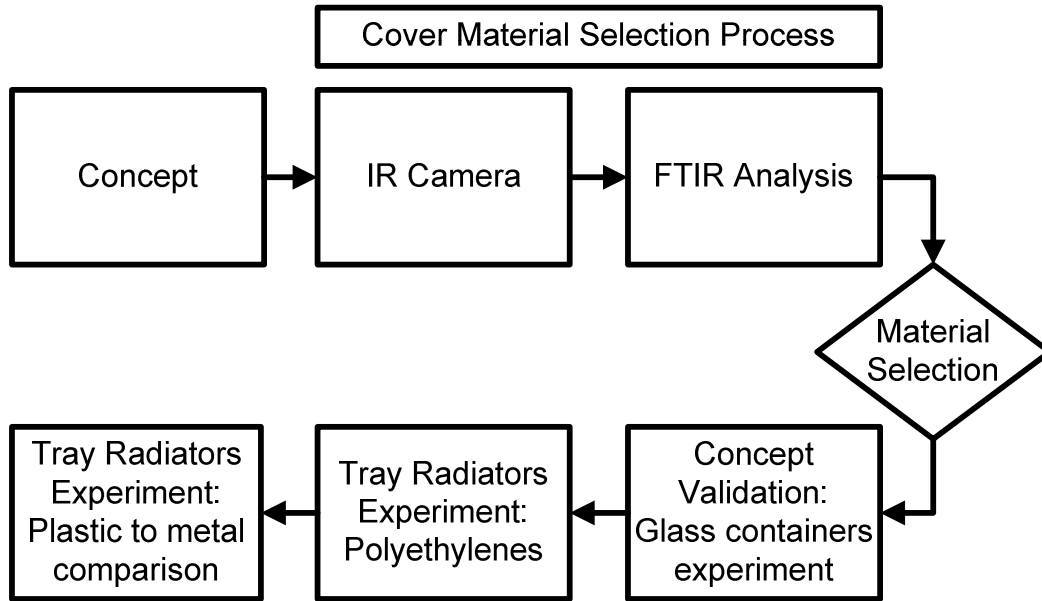 Cover Material Selection Process
Concept
IR Camera
FTIR Analysis
Material
Selection
Concept
Validation:
Glass containers
experiment
Tray Radiators
Experiment:
Polyethylenes
Tray Radiators
Experiment:
Plastic to metal
comparison